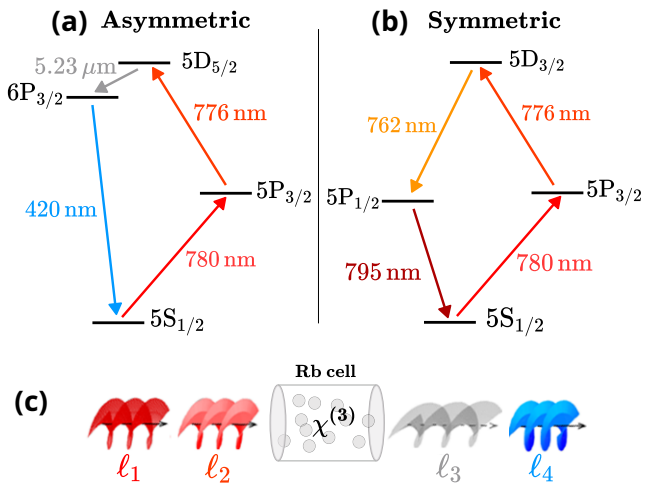 (a) Asymmetric
5.23 μm
5D5/2
6P3/2
776 nm
5P3/2
420 nm
780 nm
5S1/2
(b) Symmetric
5D3/2
762 nm
776 nm
5P1/2
5P3/2
795 nm
780 nm
5S1/2
(c)
Rb cell
χ(3)
ℓ1
ℓ2
ℓ3
ℓ4